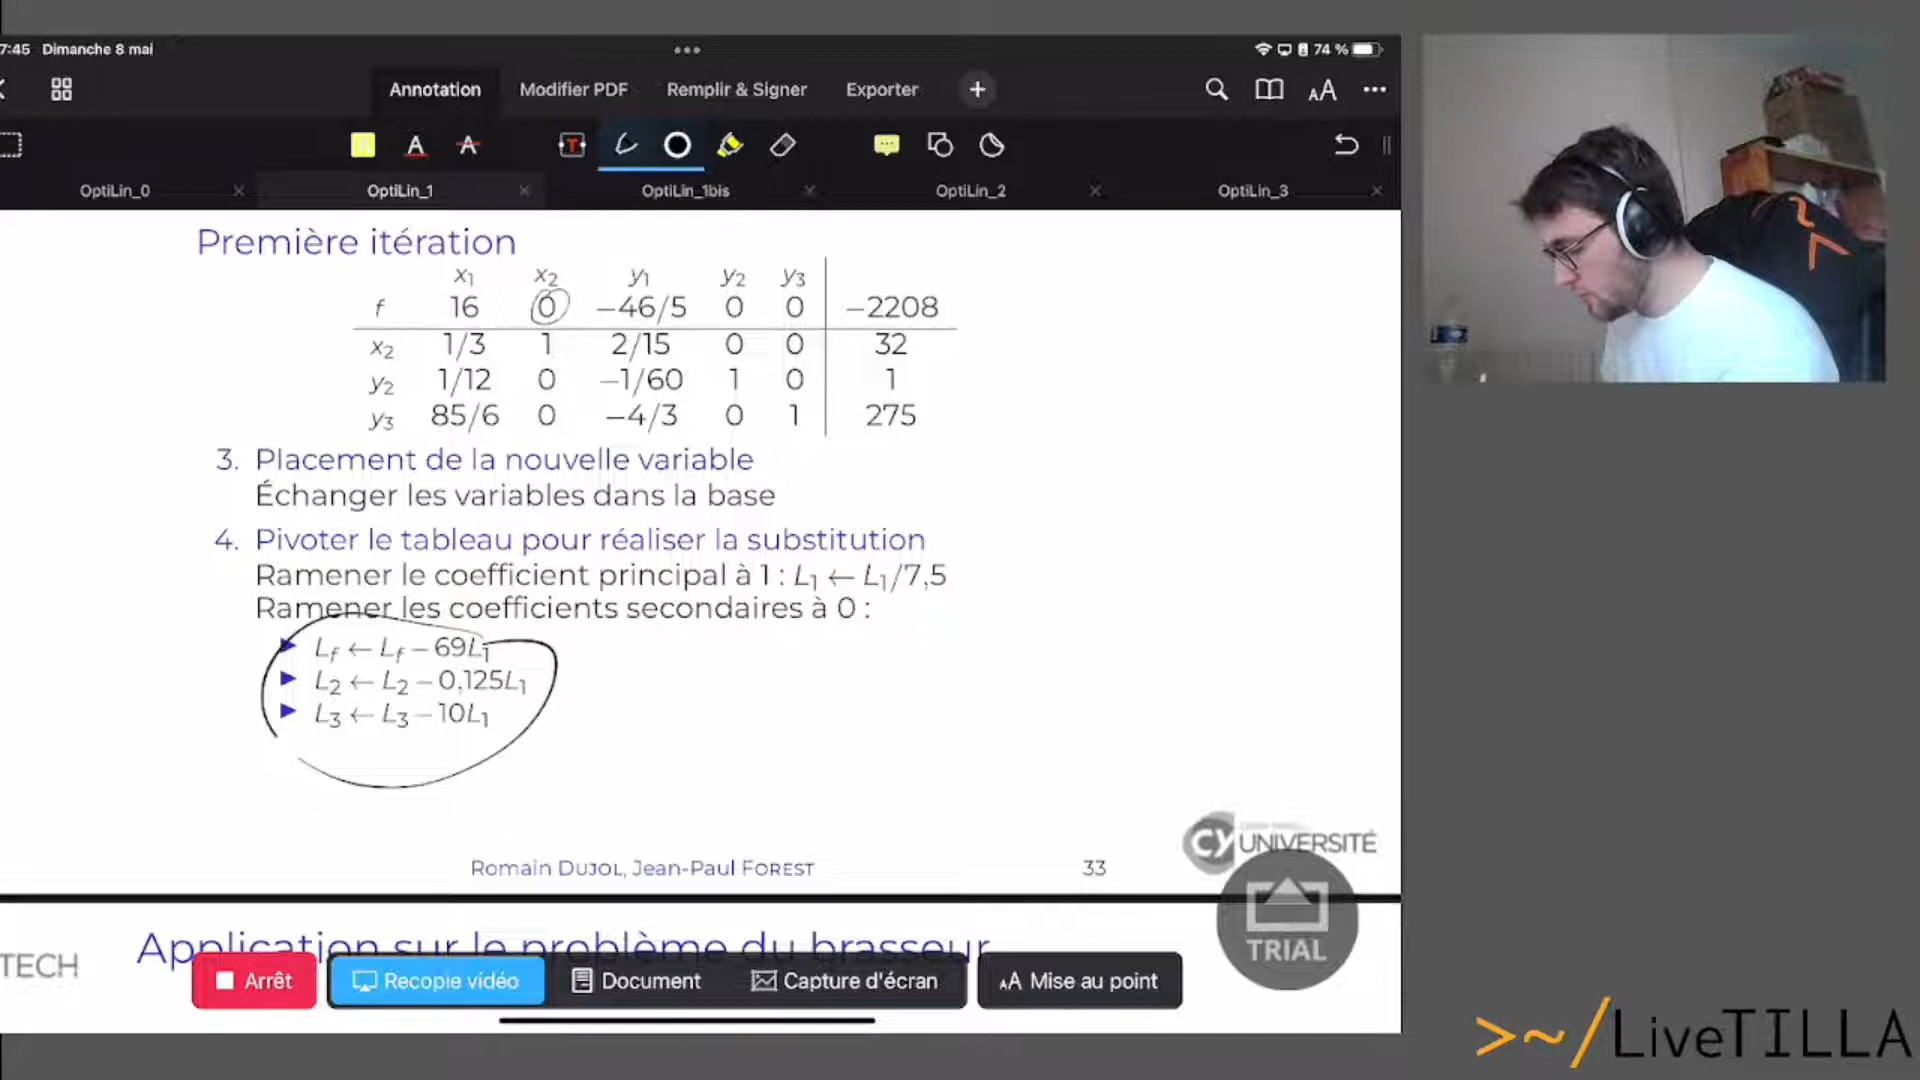 7:45 Dimanche 8 mai
74 %
Annotation Modifier PDF Remplir & Signer Exporter
OptiLin_0 OptiLin_1 OptiLin_1bis OptiLin_2 OptiLin_3
Première itération
x1 x2 y1 y2 y3
f 16 0 −46/5 0 0 −2208
x2 1/3 1 2/15 0 0 32
y2 1/12 0 −1/60 1 0 1
y3 85/6 0 −4/3 0 1 275
3. Placement de la nouvelle variable
Échanger les variables dans la base
4. Pivoter le tableau pour réaliser la substitution
Ramener le coefficient principal à 1 : L1 ← L1/7,5
Ramener les coefficients secondaires à 0 :
► Lf ← Lf − 69L1
► L2 ← L2 − 0,125L1
► L3 ← L3 − 10L1
CY UNIVERSITÉ
Romain DUJOL, Jean-Paul FOREST 33
TRIAL
TECH
Application sur le problème du brasseur
Arrêt Recopie vidéo Document Capture d'écran AA Mise au point
>~/LiveTILLA